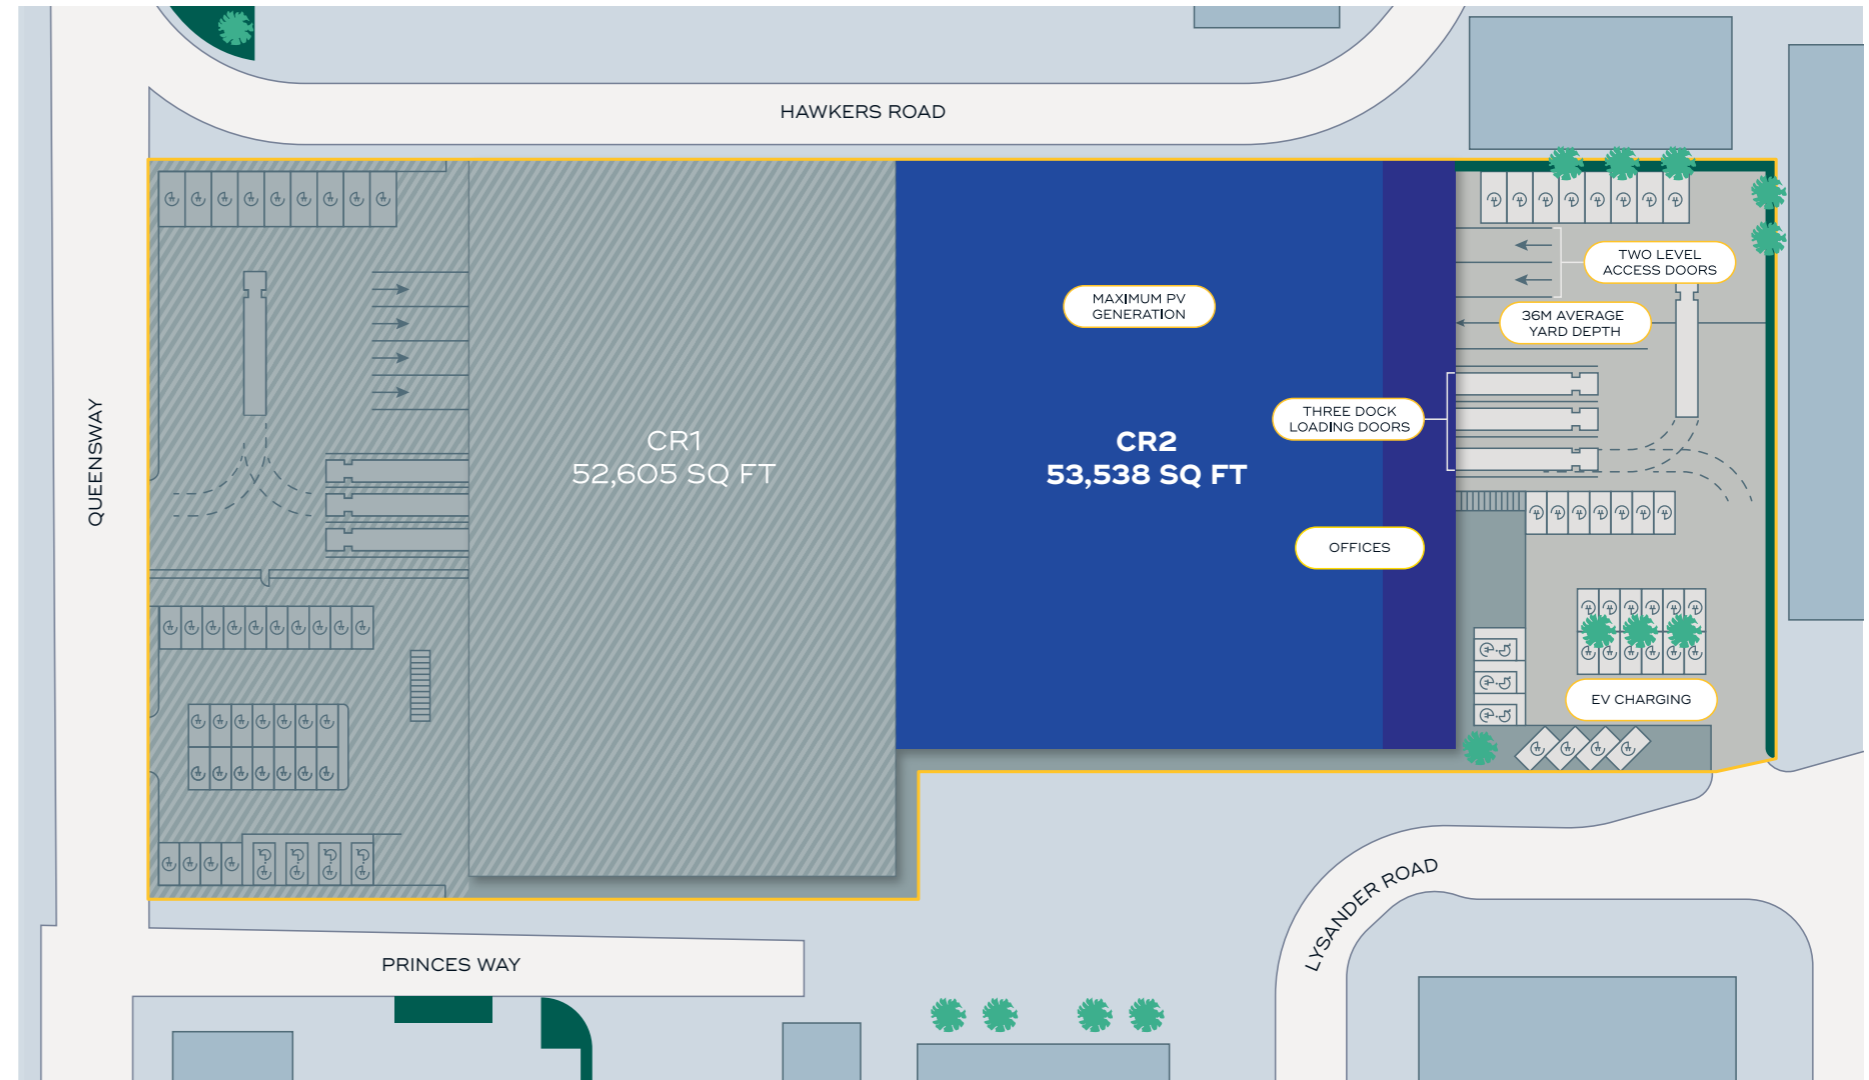 HAWKERS ROAD
TWO LEVEL
ACCESS DOORS
MAXIMUM PV
GENERATION
36M AVERAGE
YARD DEPTH
QUEENSWAY
THREE DOCK
LOADING DOORS
CR1
52,605 SQ FT
CR2
53,538 SQ FT
OFFICES
EV CHARGING
LYSANDER ROAD
PRINCES WAY